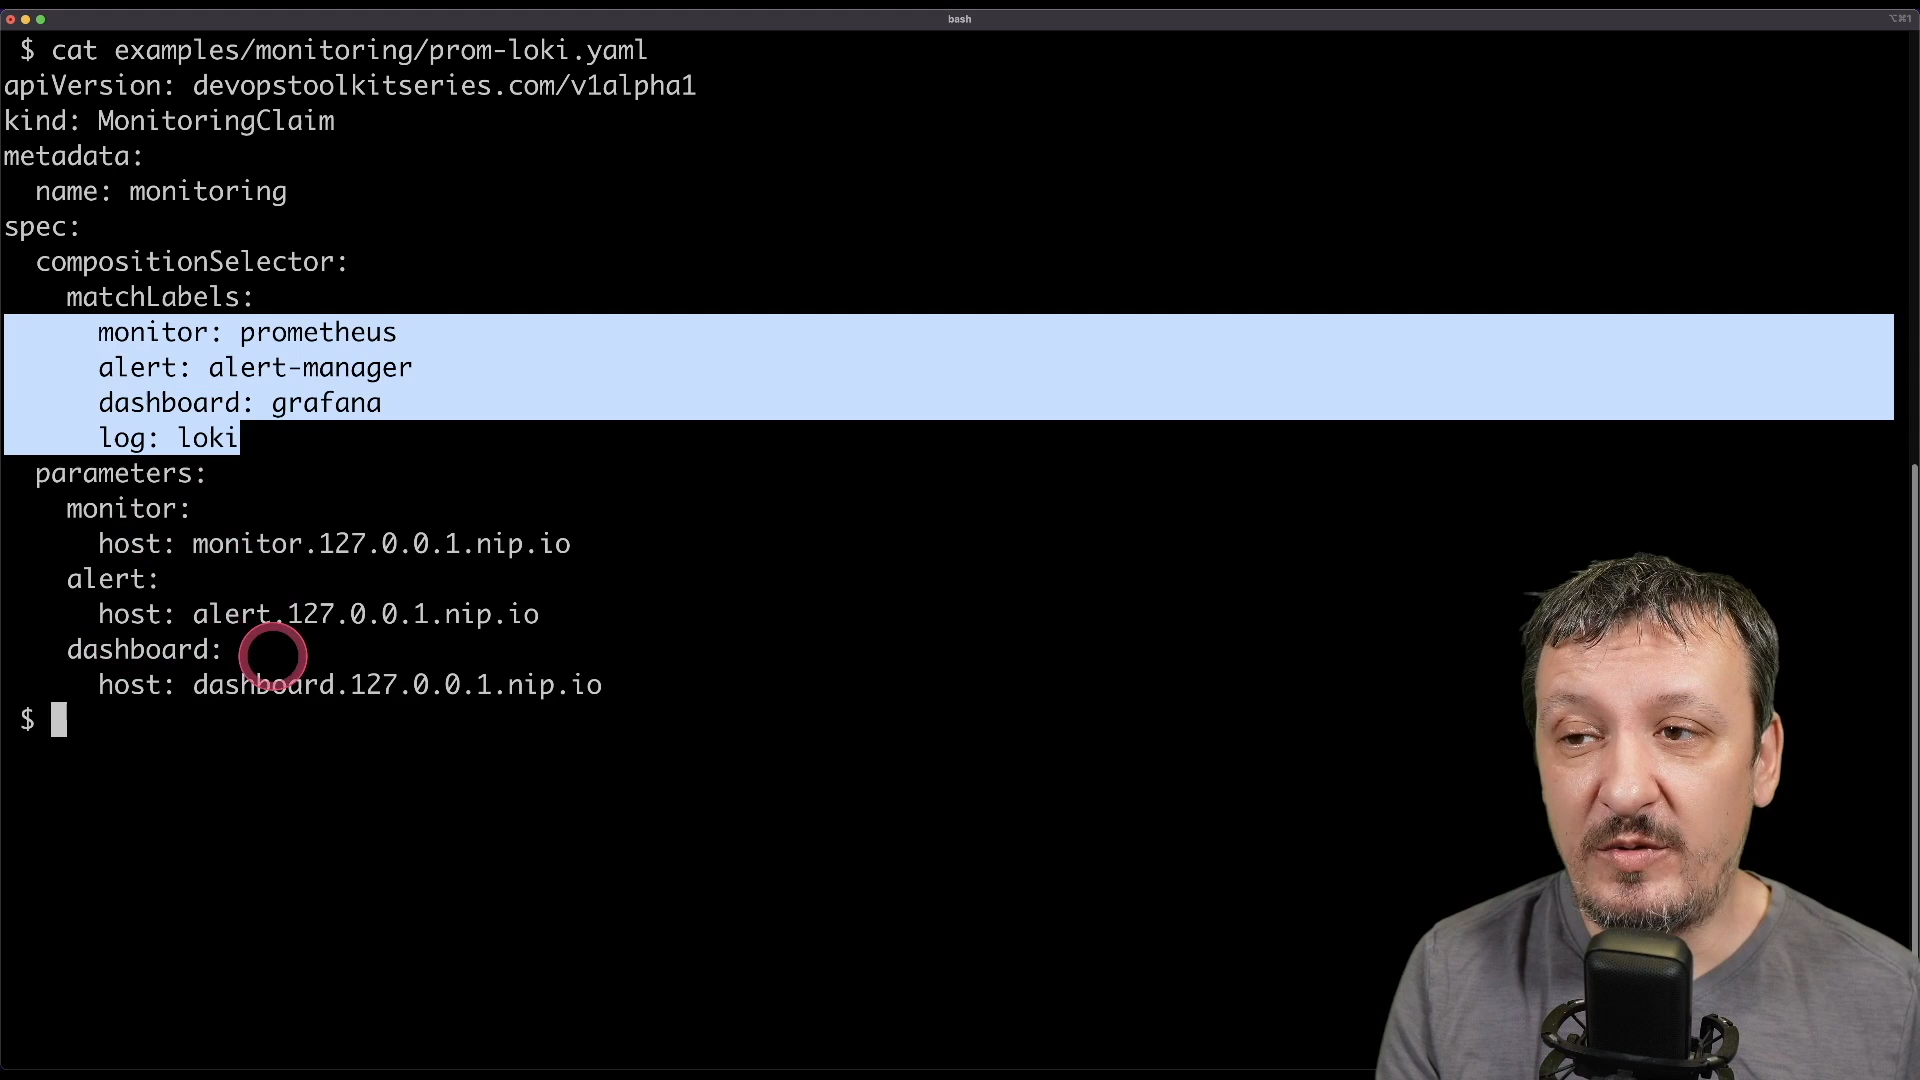 bash
⌥⌘1
$ cat examples/monitoring/prom-loki.yaml
apiVersion: devopstoolkitseries.com/v1alpha1
kind: MonitoringClaim
metadata:
  name: monitoring
spec:
  compositionSelector:
    matchLabels:
      monitor: prometheus
      alert: alert-manager
      dashboard: grafana
      log: loki
  parameters:
    monitor:
      host: monitor.127.0.0.1.nip.io
    alert:
      host: alert.127.0.0.1.nip.io
    dashboard:
      host: dashboard.127.0.0.1.nip.io
$